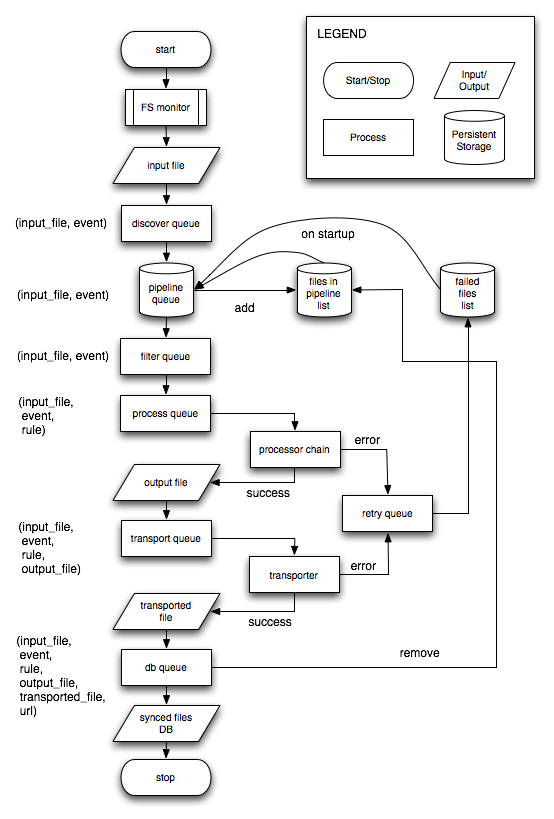 LEGEND
Start/Stop
Input/
Output
Process
Persistent
Storage
start
FS monitor
input file
(input_file, event)
discover queue
on startup
(input_file, event)
pipeline
queue
add
files in
pipeline
list
failed
files
list
(input_file, event)
filter queue
(input_file,
event,
rule)
process queue
processor chain
error
output file
success
retry queue
(input_file,
event,
rule,
output_file)
transport queue
transporter
error
transported
file
success
(input_file,
event,
rule,
output_file,
transported_file,
url)
db queue
remove
synced files
DB
stop